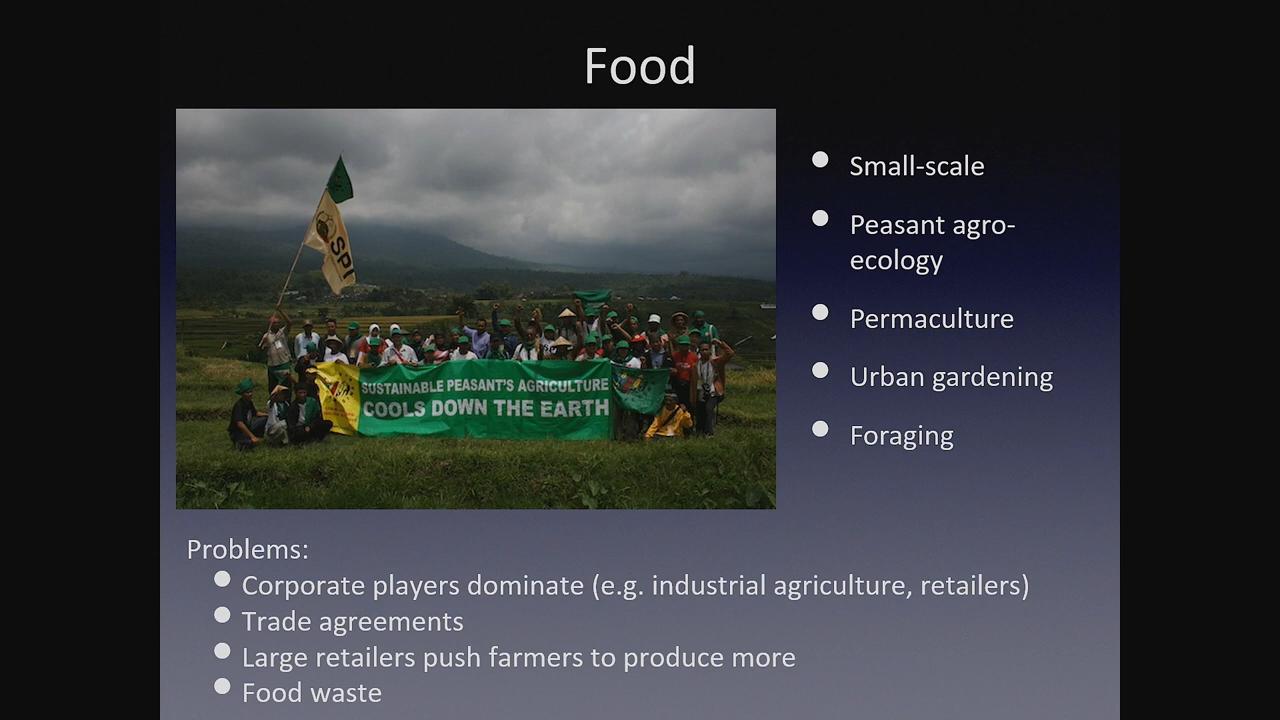 Food
SPI
SUSTAINABLE PEASANT'S AGRICULTURE
COOLS DOWN THE EARTH
Small-scale
Peasant agro-
ecology
Permaculture
Urban gardening
Foraging
Problems:
Corporate players dominate (e.g. industrial agriculture, retailers)
Trade agreements
Large retailers push farmers to produce more
Food waste